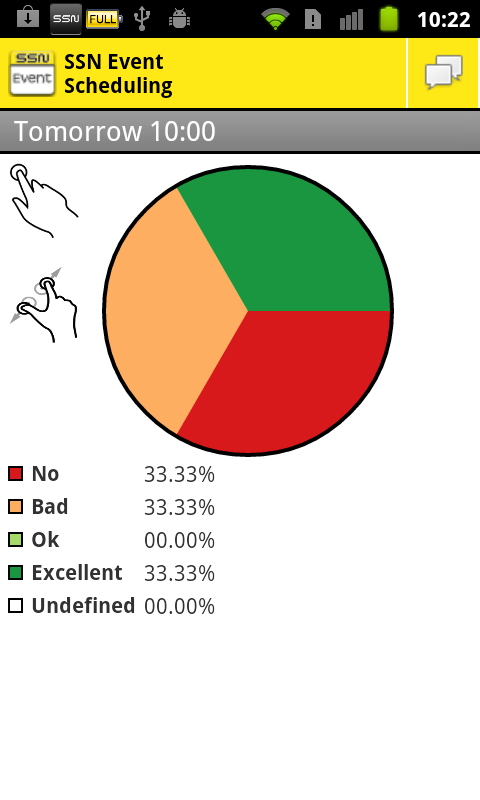 SSN FULL 10:22
SSN
Event
SSN Event
Scheduling
Tomorrow 10:00
No 33.33%
Bad 33.33%
Ok 00.00%
Excellent 33.33%
Undefined 00.00%